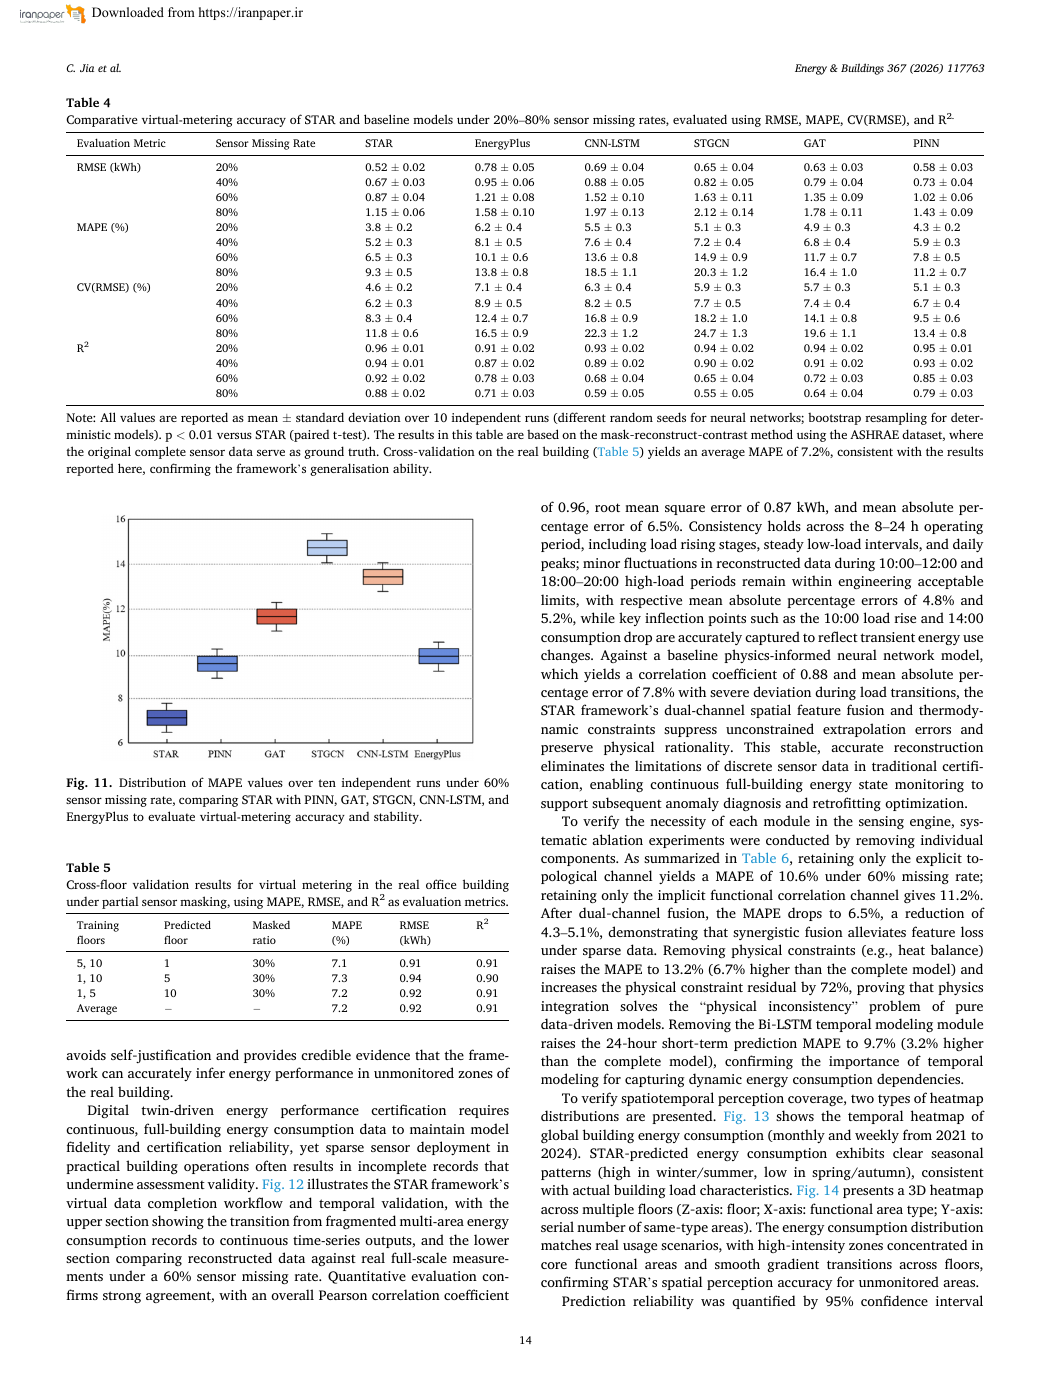 iranpaper Downloaded from https://iranpaper.ir
C. Jia et al.
Energy & Buildings 367 (2026) 117763
Table 4
Comparative virtual-metering accuracy of STAR and baseline models under 20%–80% sensor missing rates, evaluated using RMSE, MAPE, CV(RMSE), and R2.
Evaluation Metric Sensor Missing Rate STAR EnergyPlus CNN-LSTM STGCN GAT PINN
RMSE (kWh) 20% 0.52 ± 0.02 0.78 ± 0.05 0.69 ± 0.04 0.65 ± 0.04 0.63 ± 0.03 0.58 ± 0.03
40% 0.67 ± 0.03 0.95 ± 0.06 0.88 ± 0.05 0.82 ± 0.05 0.79 ± 0.04 0.73 ± 0.04
60% 0.87 ± 0.04 1.21 ± 0.08 1.52 ± 0.10 1.63 ± 0.11 1.35 ± 0.09 1.02 ± 0.06
80% 1.15 ± 0.06 1.58 ± 0.10 1.97 ± 0.13 2.12 ± 0.14 1.78 ± 0.11 1.43 ± 0.09
MAPE (%) 20% 3.8 ± 0.2 6.2 ± 0.4 5.5 ± 0.3 5.1 ± 0.3 4.9 ± 0.3 4.3 ± 0.2
40% 5.2 ± 0.3 8.1 ± 0.5 7.6 ± 0.4 7.2 ± 0.4 6.8 ± 0.4 5.9 ± 0.3
60% 6.5 ± 0.3 10.1 ± 0.6 13.6 ± 0.8 14.9 ± 0.9 11.7 ± 0.7 7.8 ± 0.5
80% 9.3 ± 0.5 13.8 ± 0.8 18.5 ± 1.1 20.3 ± 1.2 16.4 ± 1.0 11.2 ± 0.7
CV(RMSE) (%) 20% 4.6 ± 0.2 7.1 ± 0.4 6.3 ± 0.4 5.9 ± 0.3 5.7 ± 0.3 5.1 ± 0.3
40% 6.2 ± 0.3 8.9 ± 0.5 8.2 ± 0.5 7.7 ± 0.5 7.4 ± 0.4 6.7 ± 0.4
60% 8.3 ± 0.4 12.4 ± 0.7 16.8 ± 0.9 18.2 ± 1.0 14.1 ± 0.8 9.5 ± 0.6
80% 11.8 ± 0.6 16.5 ± 0.9 22.3 ± 1.2 24.7 ± 1.3 19.6 ± 1.1 13.4 ± 0.8
R2 20% 0.96 ± 0.01 0.91 ± 0.02 0.93 ± 0.02 0.94 ± 0.02 0.94 ± 0.02 0.95 ± 0.01
40% 0.94 ± 0.01 0.87 ± 0.02 0.89 ± 0.02 0.90 ± 0.02 0.91 ± 0.02 0.93 ± 0.02
60% 0.92 ± 0.02 0.78 ± 0.03 0.68 ± 0.04 0.65 ± 0.04 0.72 ± 0.03 0.85 ± 0.03
80% 0.88 ± 0.02 0.71 ± 0.03 0.59 ± 0.05 0.55 ± 0.05 0.64 ± 0.04 0.79 ± 0.03
Note: All values are reported as mean ± standard deviation over 10 independent runs (different random seeds for neural networks; bootstrap resampling for deter-
ministic models). p < 0.01 versus STAR (paired t-test). The results in this table are based on the mask-reconstruct-contrast method using the ASHRAE dataset, where
the original complete sensor data serve as ground truth. Cross-validation on the real building (Table 5) yields an average MAPE of 7.2%, consistent with the results
reported here, confirming the framework's generalisation ability.
16
14
12
10
8
6
MAPE(%)
STAR PINN GAT STGCN CNN-LSTM EnergyPlus
Fig. 11. Distribution of MAPE values over ten independent runs under 60%
sensor missing rate, comparing STAR with PINN, GAT, STGCN, CNN-LSTM, and
EnergyPlus to evaluate virtual-metering accuracy and stability.
Table 5
Cross-floor validation results for virtual metering in the real office building
under partial sensor masking, using MAPE, RMSE, and R2 as evaluation metrics.
Training Predicted Masked MAPE RMSE R2
floors floor ratio (%) (kWh)
5, 10 1 30% 7.1 0.91 0.91
1, 10 5 30% 7.3 0.94 0.90
1, 5 10 30% 7.2 0.92 0.91
Average – – 7.2 0.92 0.91
avoids self-justification and provides credible evidence that the frame-
work can accurately infer energy performance in unmonitored zones of
the real building.
Digital twin-driven energy performance certification requires
continuous, full-building energy consumption data to maintain model
fidelity and certification reliability, yet sparse sensor deployment in
practical building operations often results in incomplete records that
undermine assessment validity. Fig. 12 illustrates the STAR framework's
virtual data completion workflow and temporal validation, with the
upper section showing the transition from fragmented multi-area energy
consumption records to continuous time-series outputs, and the lower
section comparing reconstructed data against real full-scale measure-
ments under a 60% sensor missing rate. Quantitative evaluation con-
firms strong agreement, with an overall Pearson correlation coefficient
of 0.96, root mean square error of 0.87 kWh, and mean absolute per-
centage error of 6.5%. Consistency holds across the 8–24 h operating
period, including load rising stages, steady low-load intervals, and daily
peaks; minor fluctuations in reconstructed data during 10:00–12:00 and
18:00–20:00 high-load periods remain within engineering acceptable
limits, with respective mean absolute percentage errors of 4.8% and
5.2%, while key inflection points such as the 10:00 load rise and 14:00
consumption drop are accurately captured to reflect transient energy use
changes. Against a baseline physics-informed neural network model,
which yields a correlation coefficient of 0.88 and mean absolute per-
centage error of 7.8% with severe deviation during load transitions, the
STAR framework's dual-channel spatial feature fusion and thermody-
namic constraints suppress unconstrained extrapolation errors and
preserve physical rationality. This stable, accurate reconstruction
eliminates the limitations of discrete sensor data in traditional certifi-
cation, enabling continuous full-building energy state monitoring to
support subsequent anomaly diagnosis and retrofitting optimization.
To verify the necessity of each module in the sensing engine, sys-
tematic ablation experiments were conducted by removing individual
components. As summarized in Table 6, retaining only the explicit to-
pological channel yields a MAPE of 10.6% under 60% missing rate;
retaining only the implicit functional correlation channel gives 11.2%.
After dual-channel fusion, the MAPE drops to 6.5%, a reduction of
4.3–5.1%, demonstrating that synergistic fusion alleviates feature loss
under sparse data. Removing physical constraints (e.g., heat balance)
raises the MAPE to 13.2% (6.7% higher than the complete model) and
increases the physical constraint residual by 72%, proving that physics
integration solves the “physical inconsistency” problem of pure
data-driven models. Removing the Bi-LSTM temporal modeling module
raises the 24-hour short-term prediction MAPE to 9.7% (3.2% higher
than the complete model), confirming the importance of temporal
modeling for capturing dynamic energy consumption dependencies.
To verify spatiotemporal perception coverage, two types of heatmap
distributions are presented. Fig. 13 shows the temporal heatmap of
global building energy consumption (monthly and weekly from 2021 to
2024). STAR-predicted energy consumption exhibits clear seasonal
patterns (high in winter/summer, low in spring/autumn), consistent
with actual building load characteristics. Fig. 14 presents a 3D heatmap
across multiple floors (Z-axis: floor; X-axis: functional area type; Y-axis:
serial number of same-type areas). The energy consumption distribution
matches real usage scenarios, with high-intensity zones concentrated in
core functional areas and smooth gradient transitions across floors,
confirming STAR's spatial perception accuracy for unmonitored areas.
Prediction reliability was quantified by 95% confidence interval
14